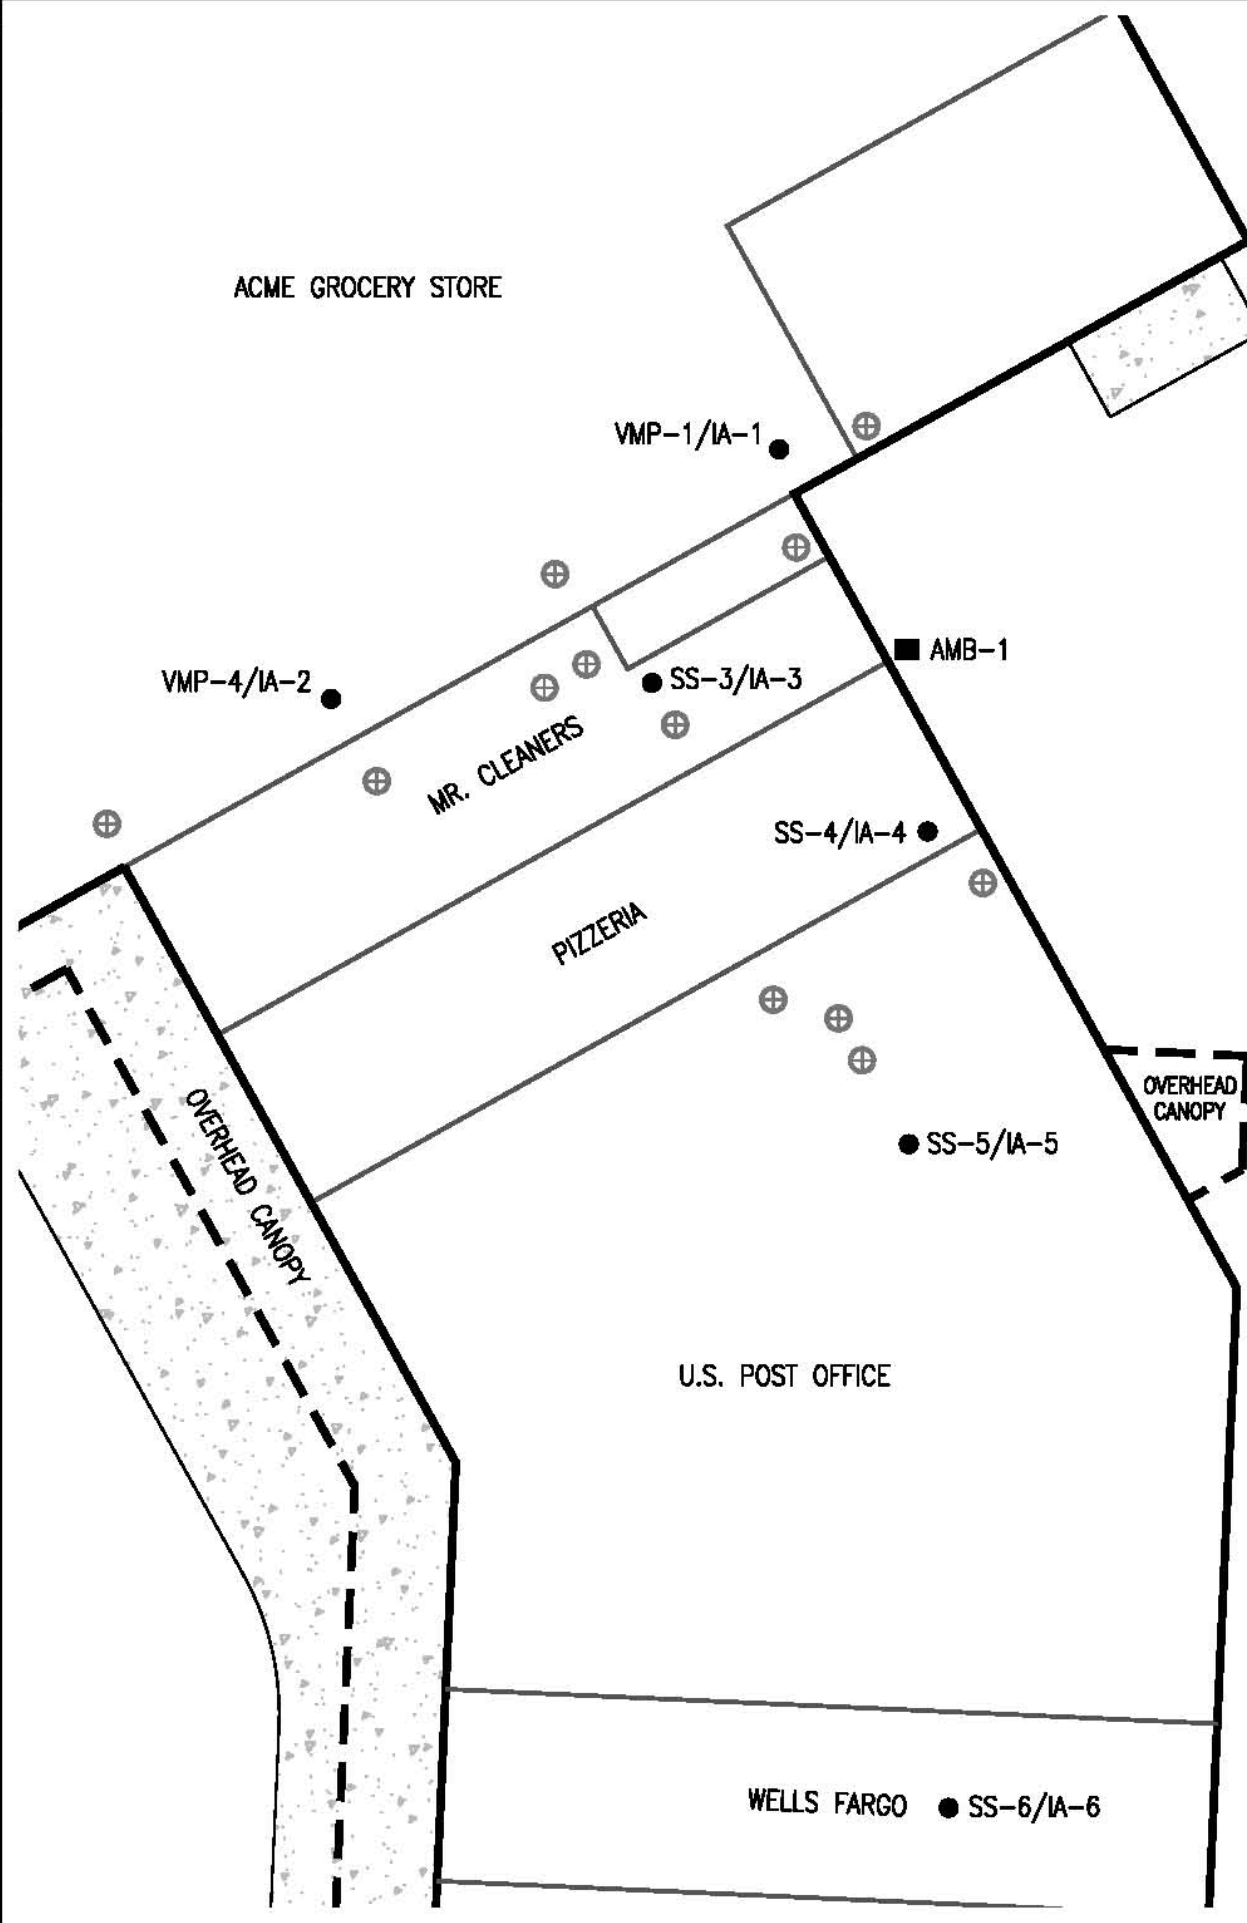 ACME GROCERY STORE
VMP-1/IA-1
AMB-1
VMP-4/IA-2
SS-3/IA-3
MR. CLEANERS
SS-4/IA-4
PIZZERIA
OVERHEAD
CANOPY
OVERHEAD CANOPY
SS-5/IA-5
U.S. POST OFFICE
WELLS FARGO
SS-6/IA-6